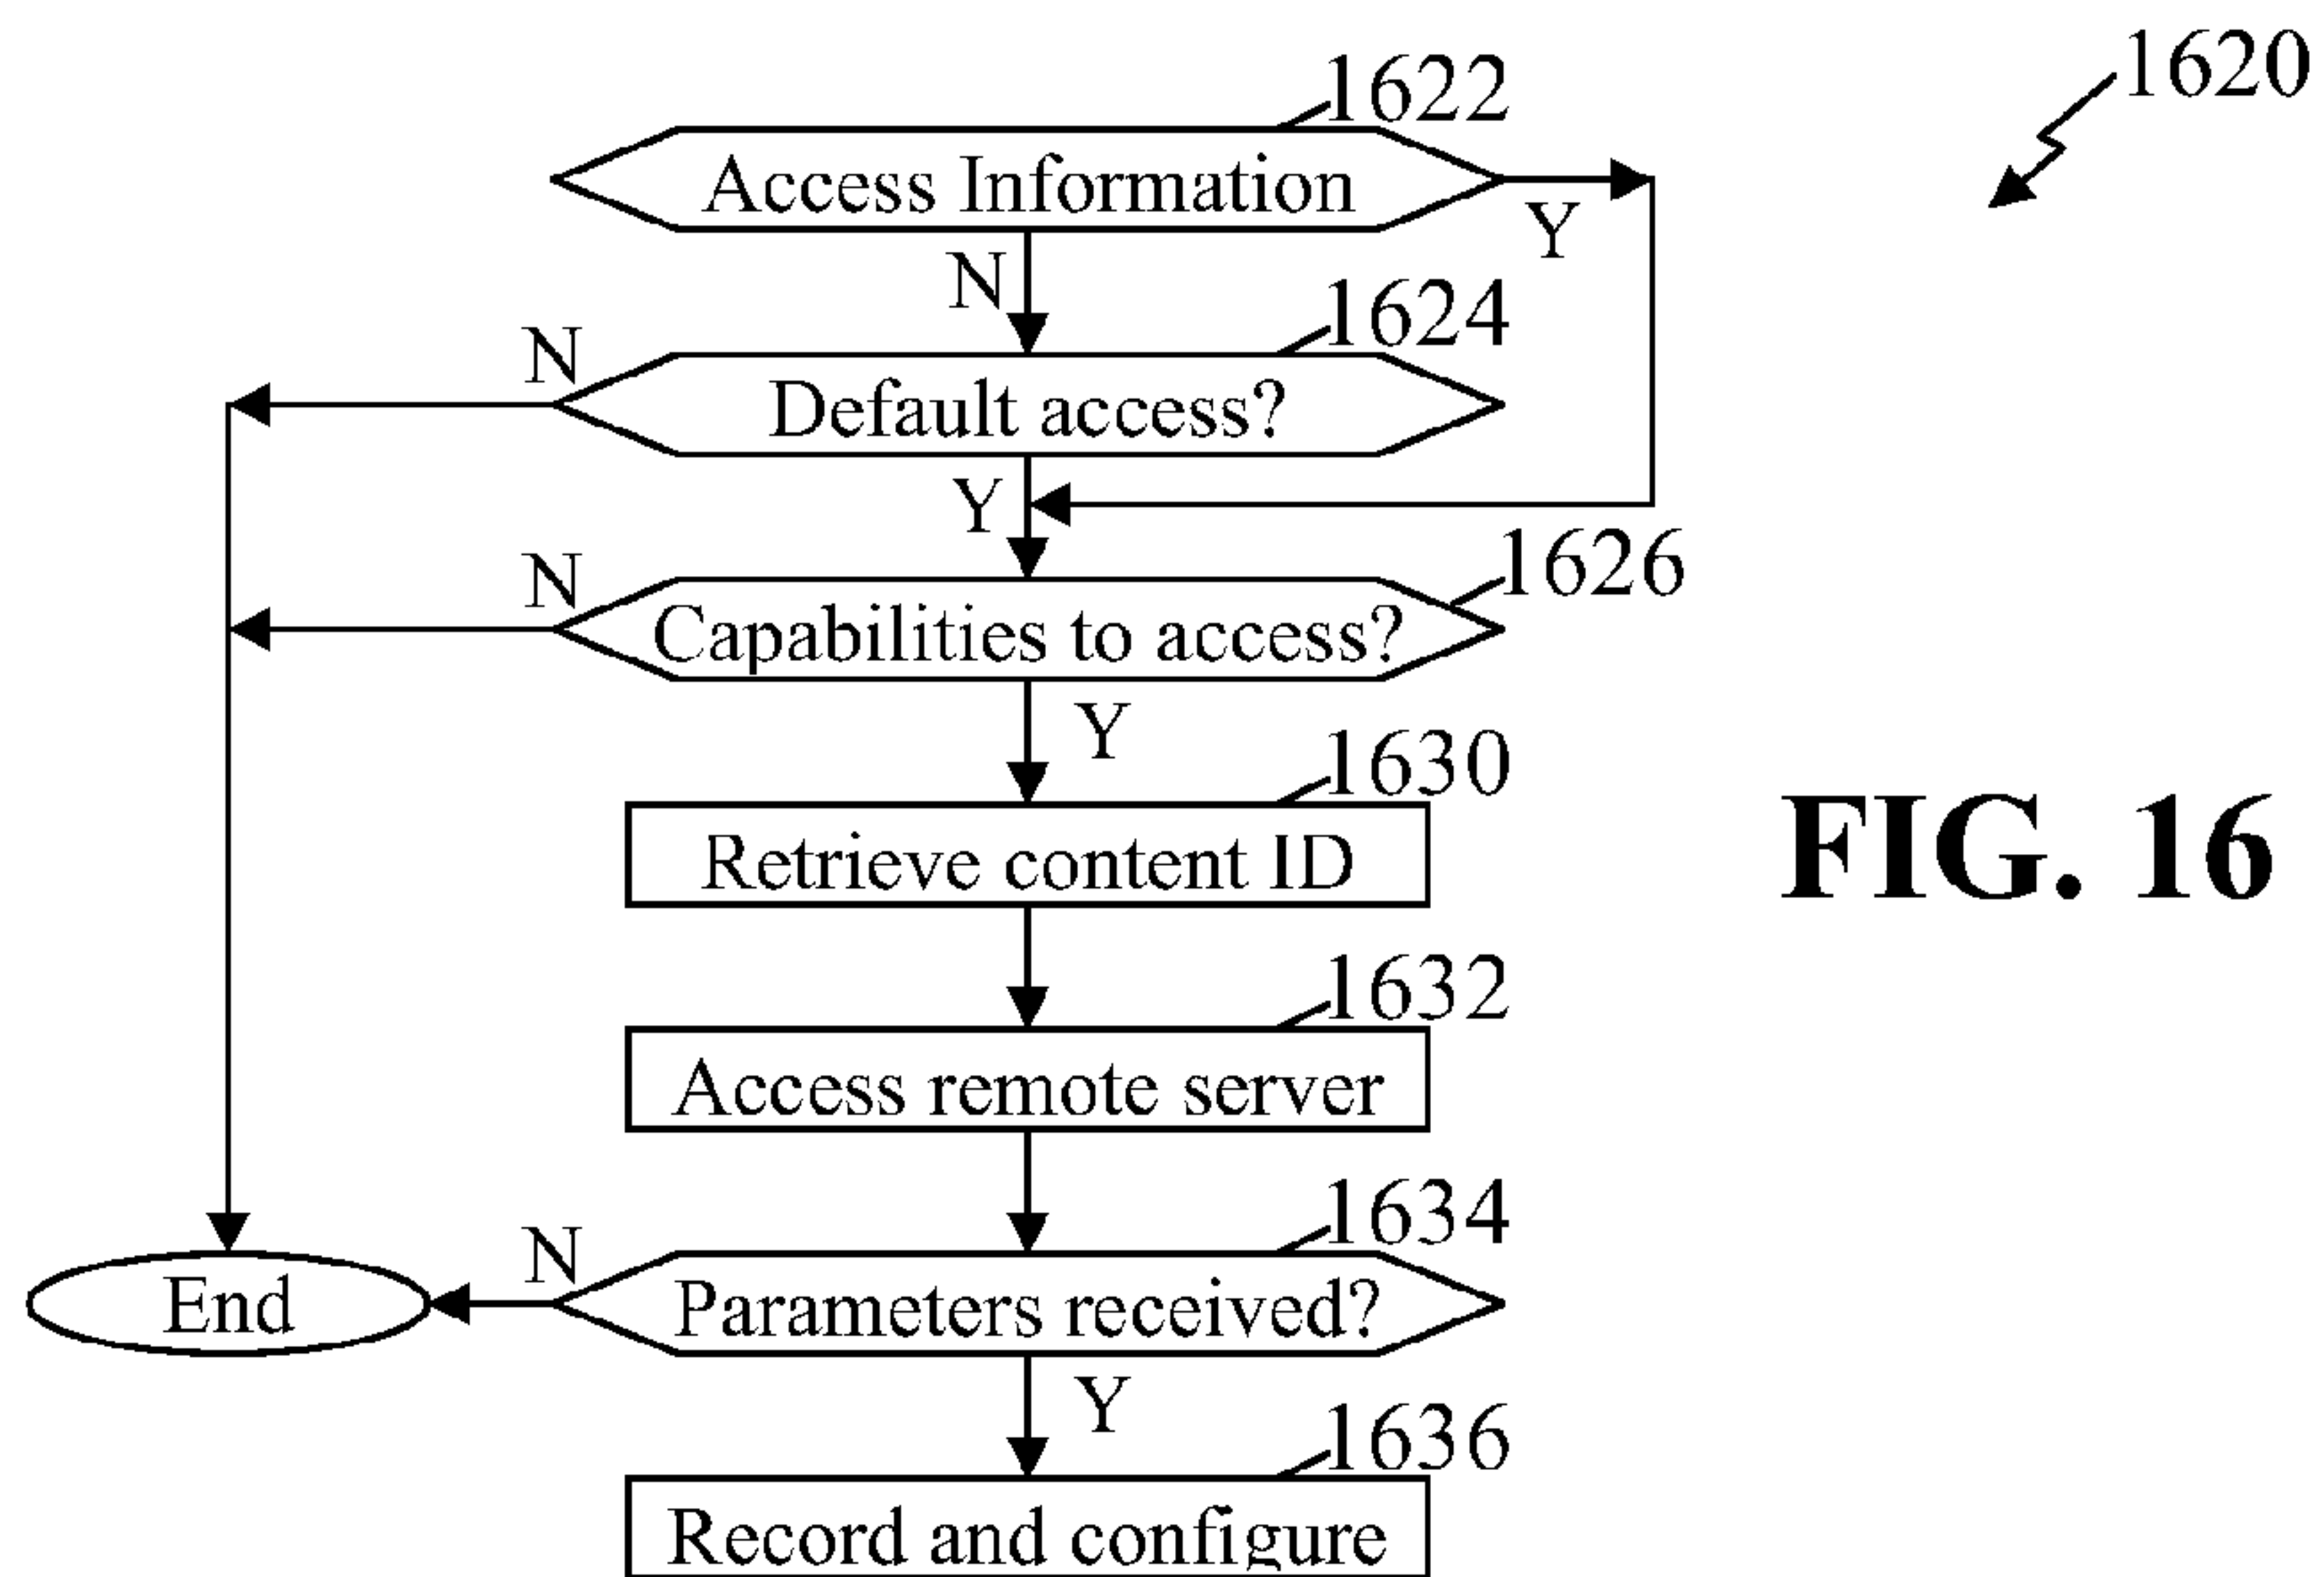 1620
1622
Access Information
Y
N
1624
N
Default access?
Y
1626
N
Capabilities to access?
Y
1630
Retrieve content ID
FIG. 16
1632
Access remote server
1634
N
End
Parameters received?
Y
1636
Record and configure